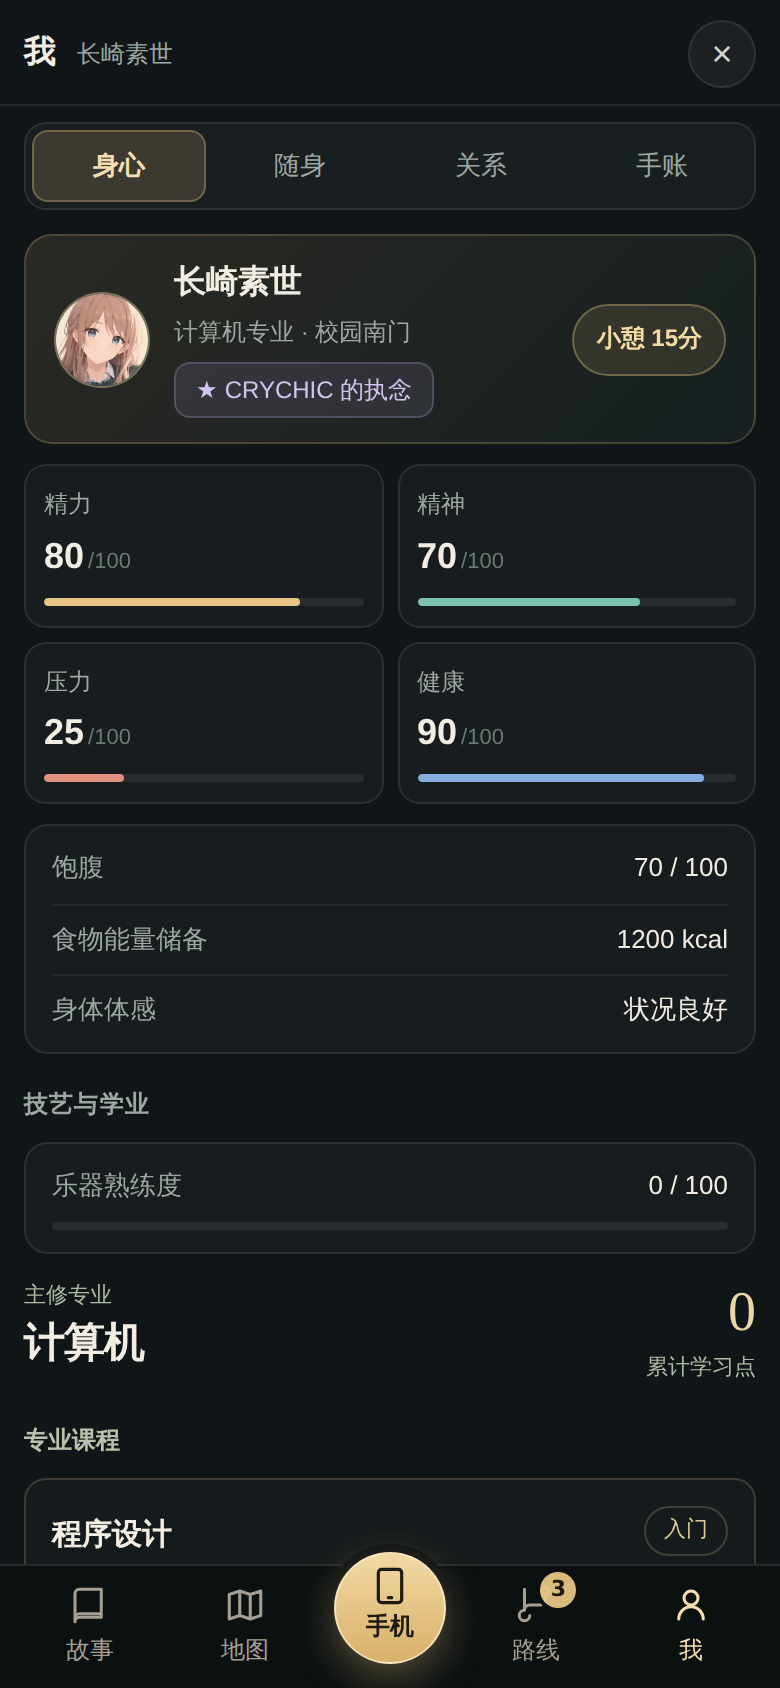 我 长崎素世 ×
身心 随身 关系 手账
长崎素世
计算机专业 · 校园南门
小憩 15分
★ CRYCHIC 的执念
精力
80 /100
精神
70 /100
压力
25 /100
健康
90 /100
饱腹 70 / 100
食物能量储备 1200 kcal
身体体感 状况良好
技艺与学业
乐器熟练度 0 / 100
主修专业
计算机
0
累计学习点
专业课程
程序设计 入门
故事 地图 手机 路线 3 我